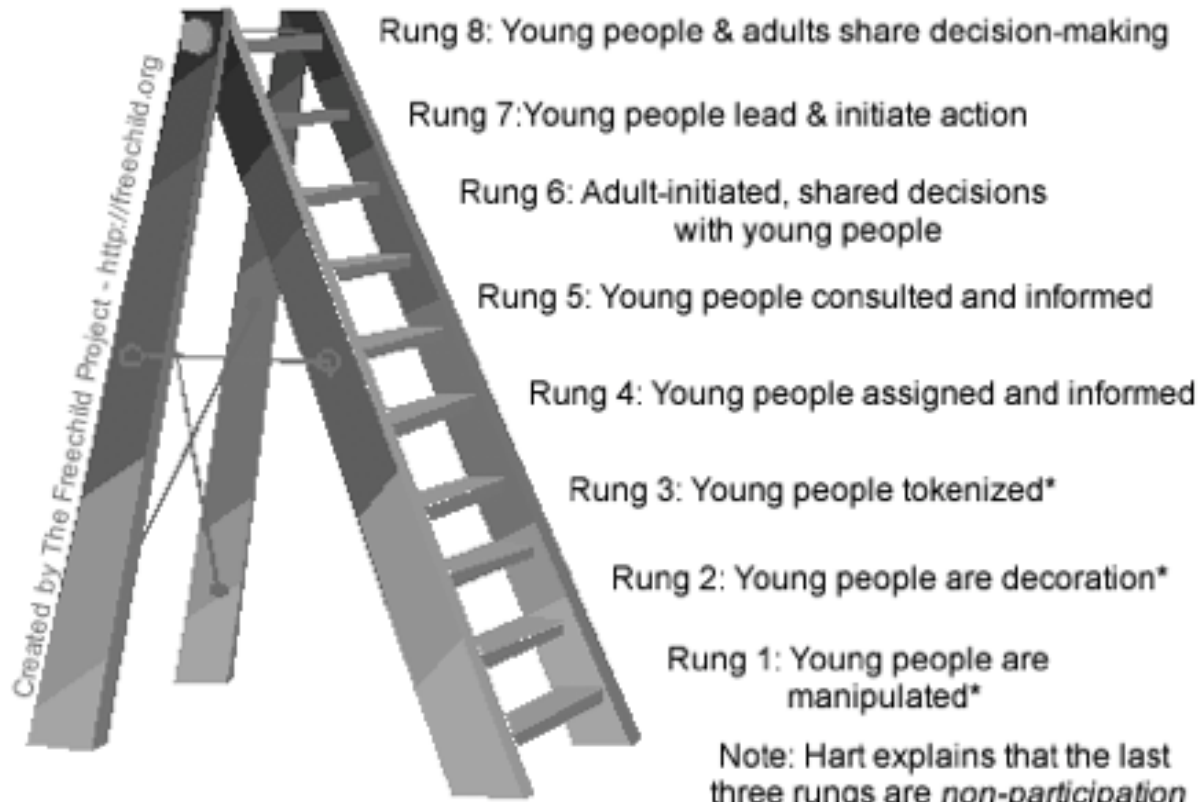 Rung 8: Young people & adults share decision-making
Rung 7:Young people lead & initiate action
Rung 6: Adult-initiated, shared decisions
with young people
Rung 5: Young people consulted and informed
Rung 4: Young people assigned and informed
Rung 3: Young people tokenized*
Rung 2: Young people are decoration*
Rung 1: Young people are
manipulated*
Note: Hart explains that the last
three rungs are non-participation
Created by The Freechild Project - http://freechild.org